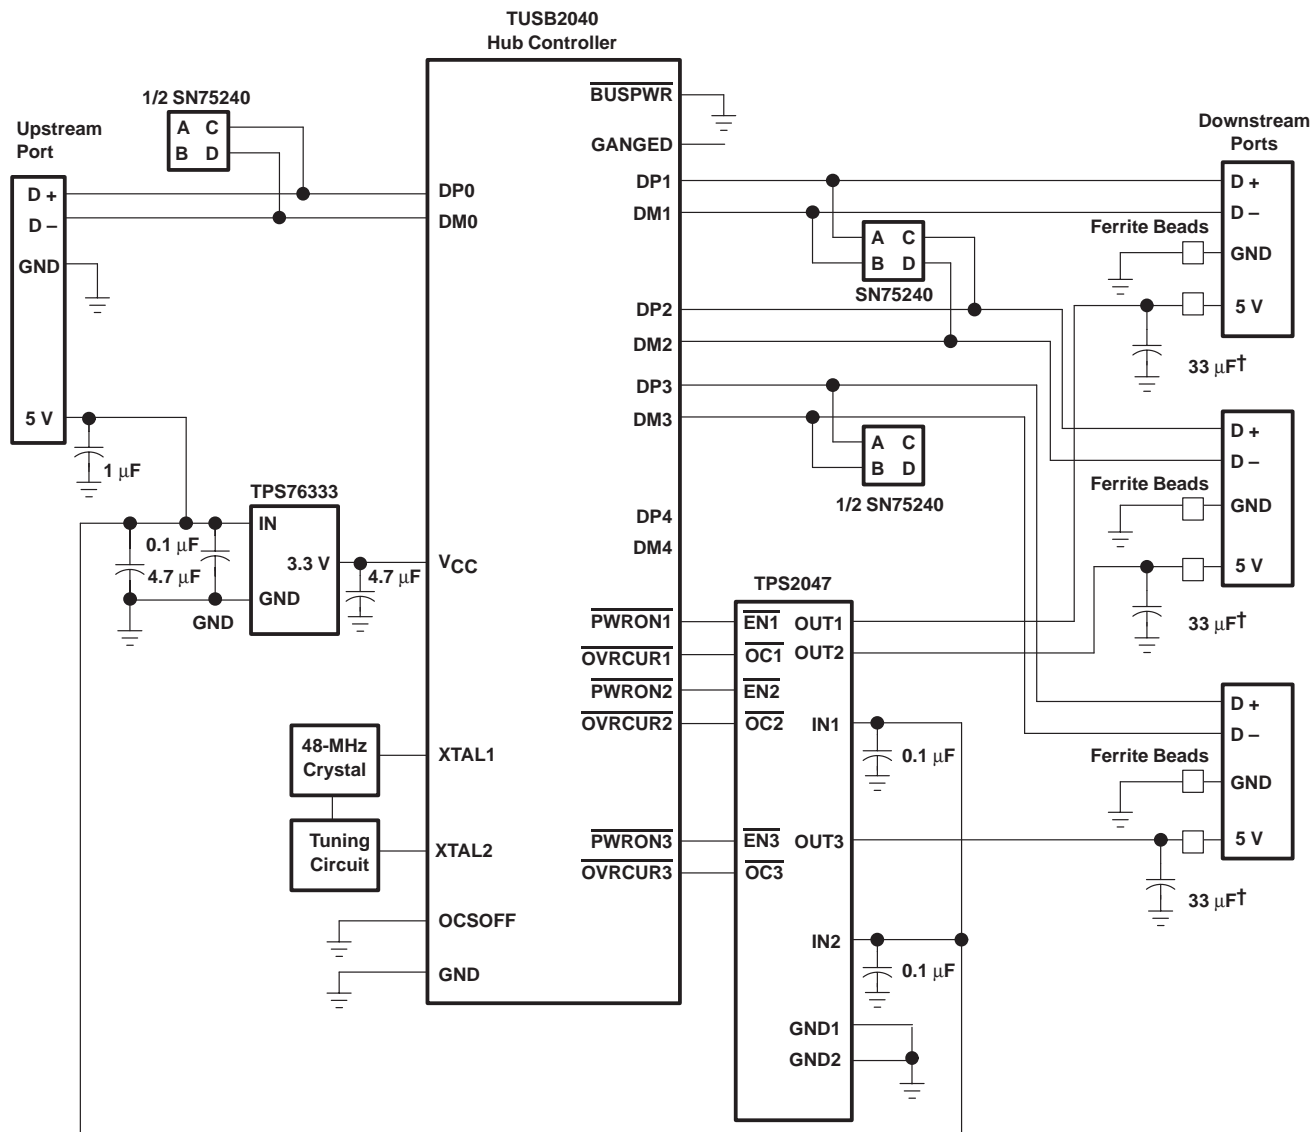 TUSB2040
Hub Controller
1/2 SN75240
A C
B D
Upstream
Port
D +
D –
GND
5 V
1 μF
TPS76333
IN
3.3 V
GND
0.1 μF
4.7 μF
GND
4.7 μF
48-MHz
Crystal
Tuning
Circuit
DP0
DM0
VCC
XTAL1
XTAL2
OCSOFF
GND
BUSPWR
GANGED
DP1
DM1
DP2
DM2
DP3
DM3
DP4
DM4
PWRON1
OVRCUR1
PWRON2
OVRCUR2
PWRON3
OVRCUR3
A C
B D
SN75240
A C
B D
1/2 SN75240
TPS2047
EN1 OUT1
OC1 OUT2
EN2
OC2 IN1
EN3 OUT3
OC3
IN2
GND1
GND2
0.1 μF
0.1 μF
Downstream
Ports
D +
D –
Ferrite Beads
GND
5 V
33 μF†
D +
D –
Ferrite Beads
GND
5 V
33 μF†
D +
D –
Ferrite Beads
GND
5 V
33 μF†